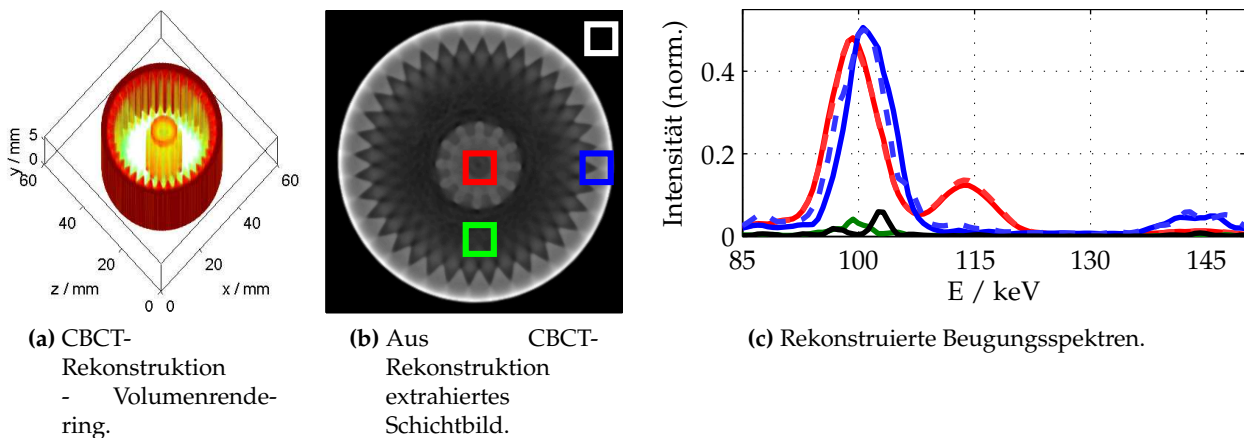 y / mm
5
0
60
60
40
40
20
20
z / mm
x / mm
0 0
(a) CBCT-
Rekonstruktion
- Volumenrende-
ring.
(b) Aus CBCT-
Rekonstruktion
extrahiertes
Schichtbild.
Intensität (norm.)
0.4
0.2
0
85 100 115 130 145
E / keV
(c) Rekonstruierte Beugungsspektren.